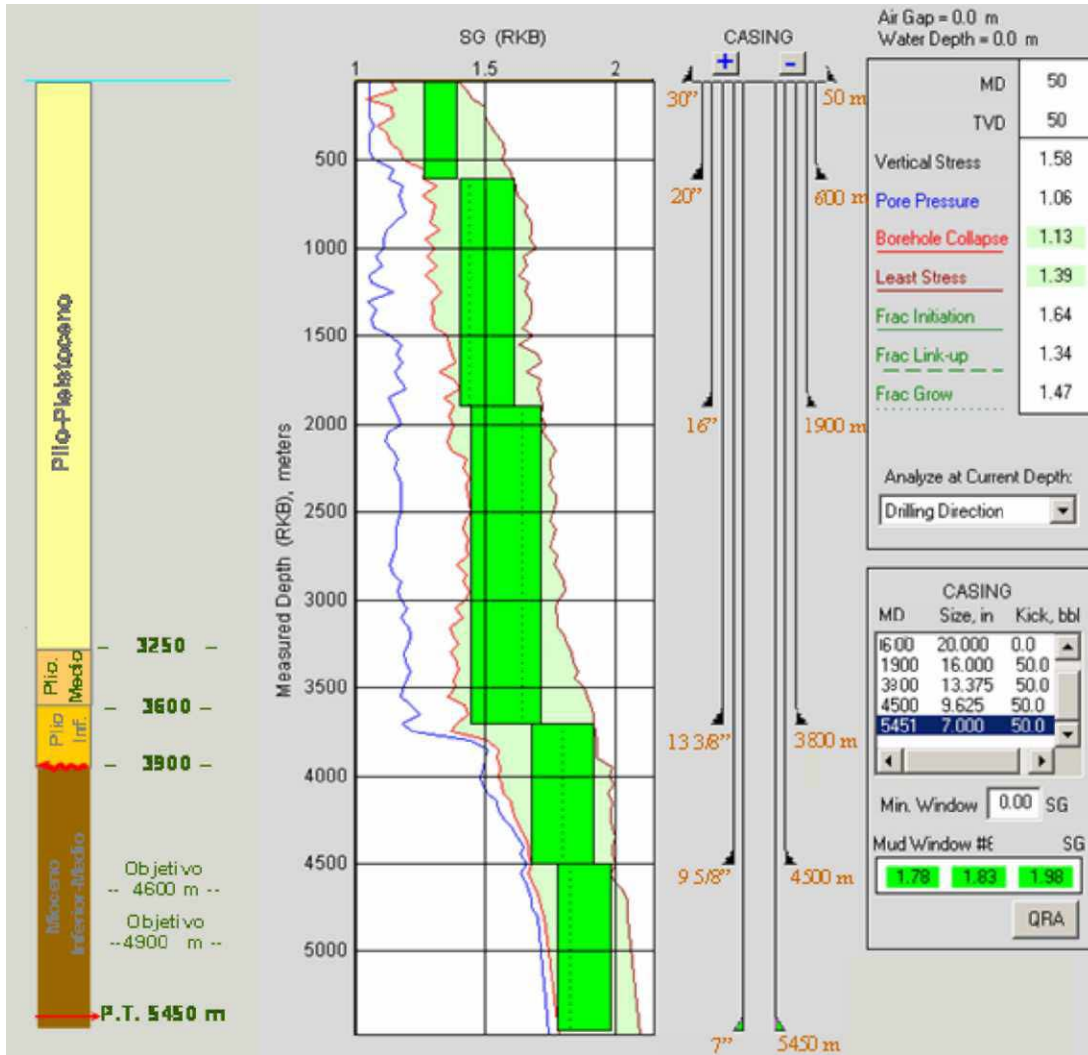 Plio-Pleistoceno
Plio.
Medio
Plio
Inf.
Mioceno
Inferior-Medio
– 3250 –
– 3600 –
– 3900 –
Objetivo
-- 4600 m --
Objetivo
--4900 m --
P.T. 5450 m
SG (RKB)
1 1.5 2
Measured Depth (RKB), meters
500
1000
1500
2000
2500
3000
3500
4000
4500
5000
CASING
+ -
30” 50 m
20” 600 m
16” 1900 m
13 3/8” 3800 m
9 5/8” 4500 m
7” 5450 m
Air Gap = 0.0 m
Water Depth = 0.0 m
MD 50
TVD 50
Vertical Stress 1.58
Pore Pressure 1.06
Borehole Collapse 1.13
Least Stress 1.39
Frac Initiation 1.64
Frac Link-up 1.34
Frac Grow 1.47
Analyze at Current Depth:
Drilling Direction
CASING
MD Size, in Kick, bbl
600 20.000 0.0
1900 16.000 50.0
3800 13.375 50.0
4500 9.625 50.0
5451 7.000 50.0
Min. Window 0.00 SG
Mud Window #6 SG
1.78 1.83 1.98
QRA